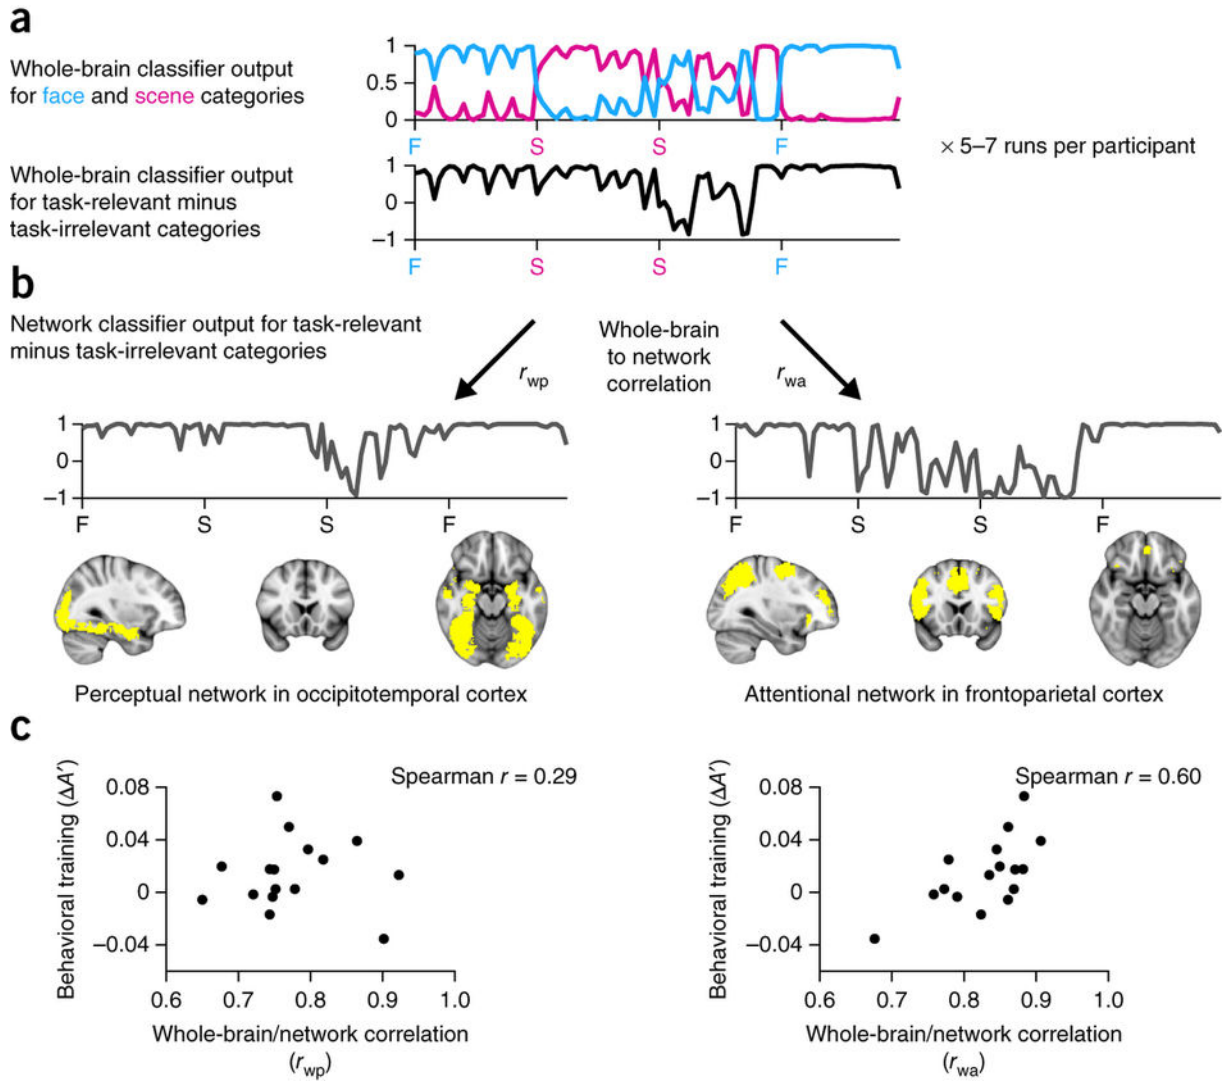 a
Whole-brain classifier output
for face and scene categories
1
0.5
0
F S S F
× 5–7 runs per participant
Whole-brain classifier output
for task-relevant minus
task-irrelevant categories
1
0
−1
F S S F
b
Network classifier output for task-relevant
minus task-irrelevant categories
Whole-brain
to network
correlation
rwp
rwa
1
0
−1
F S S F
1
0
−1
F S S F
Perceptual network in occipitotemporal cortex
Attentional network in frontoparietal cortex
c
Behavioral training (ΔA′)
Spearman r = 0.29
0.08
0.04
0
−0.04
0.6 0.7 0.8 0.9 1.0
Whole-brain/network correlation
(rwp)
Behavioral training (ΔA′)
Spearman r = 0.60
0.08
0.04
0
−0.04
0.6 0.7 0.8 0.9 1.0
Whole-brain/network correlation
(rwa)